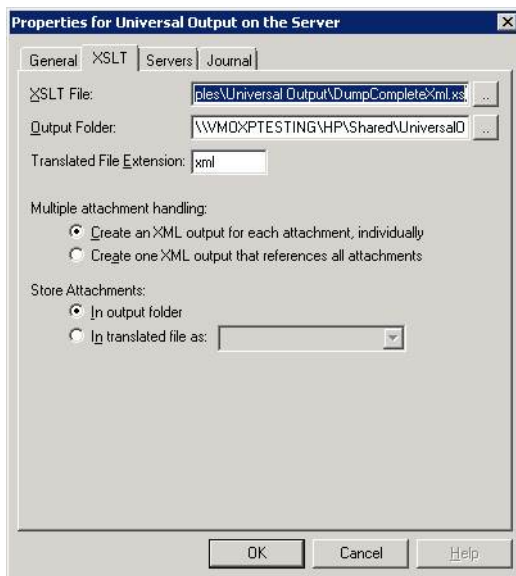 Properties for Universal Output on the Server
General XSLT Servers Journal
XSLT File: ples\Universal Output\DumpCompleteXml.xs ..
Output Folder: \\VMOXPTESTING\HP\Shared\UniversalO ..
Translated File Extension: xml
Multiple attachment handling:
Create an XML output for each attachment, individually
Create one XML output that references all attachments
Store Attachments:
In output folder
In translated file as:
OK Cancel Help